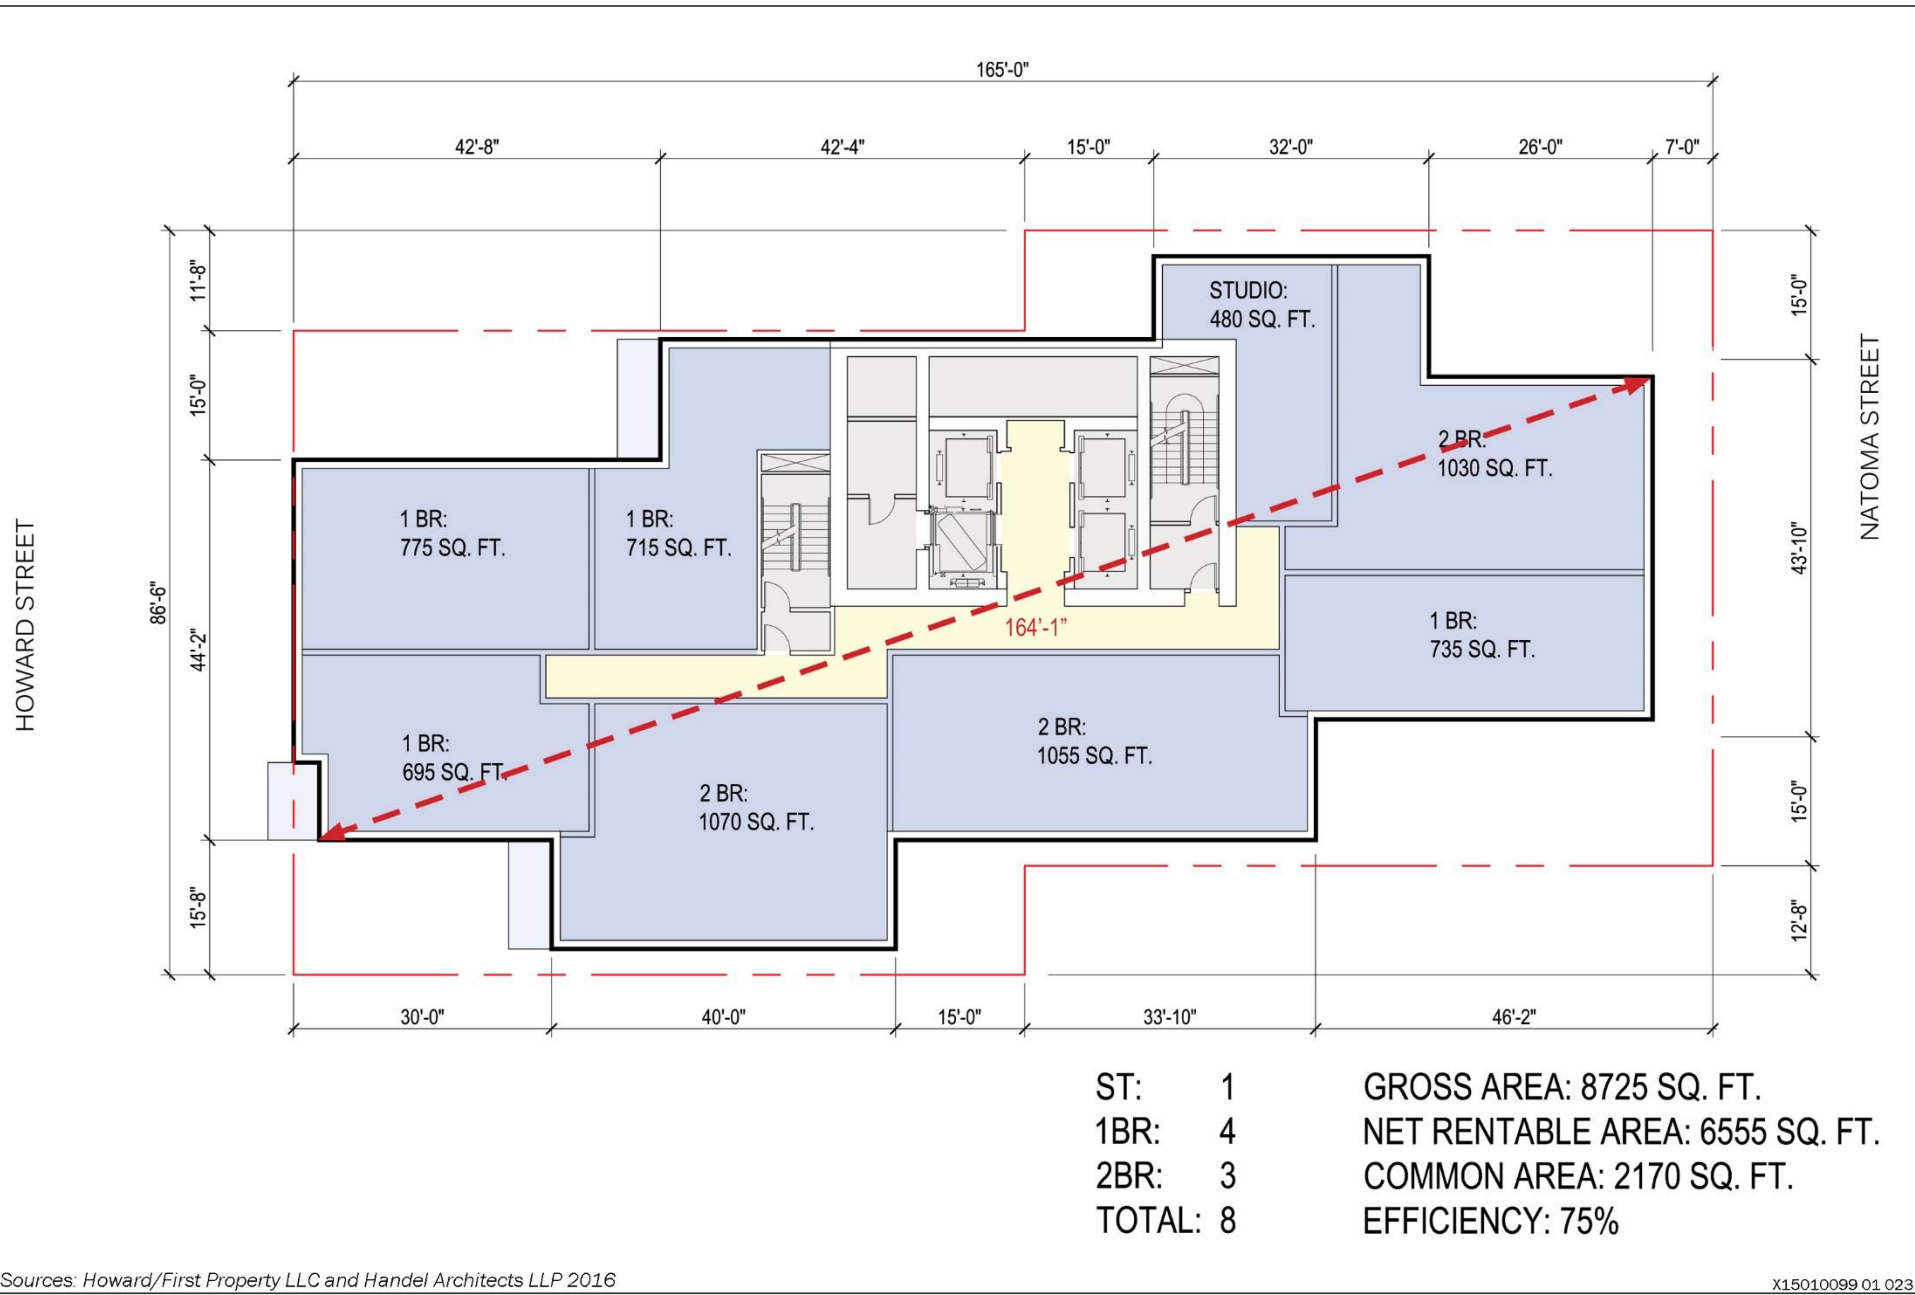 165'-0"
42'-8"
42'-4"
15'-0"
32'-0"
26'-0"
7'-0"
11'-8"
15'-0"
44'-2"
15'-8"
86'-6"
HOWARD STREET
15'-0"
43'-10"
15'-0"
12'-8"
NATOMA STREET
STUDIO:
480 SQ. FT.
2 BR:
1030 SQ. FT.
1 BR:
775 SQ. FT.
1 BR:
715 SQ. FT.
164'-1”
1 BR:
735 SQ. FT.
1 BR:
695 SQ. FT.
2 BR:
1055 SQ. FT.
2 BR:
1070 SQ. FT.
30'-0"
40'-0"
15'-0"
33'-10"
46'-2"
ST: 1
1BR: 4
2BR: 3
TOTAL: 8
GROSS AREA: 8725 SQ. FT.
NET RENTABLE AREA: 6555 SQ. FT.
COMMON AREA: 2170 SQ. FT.
EFFICIENCY: 75%
Sources: Howard/First Property LLC and Handel Architects LLP 2016
X15010099 01 023